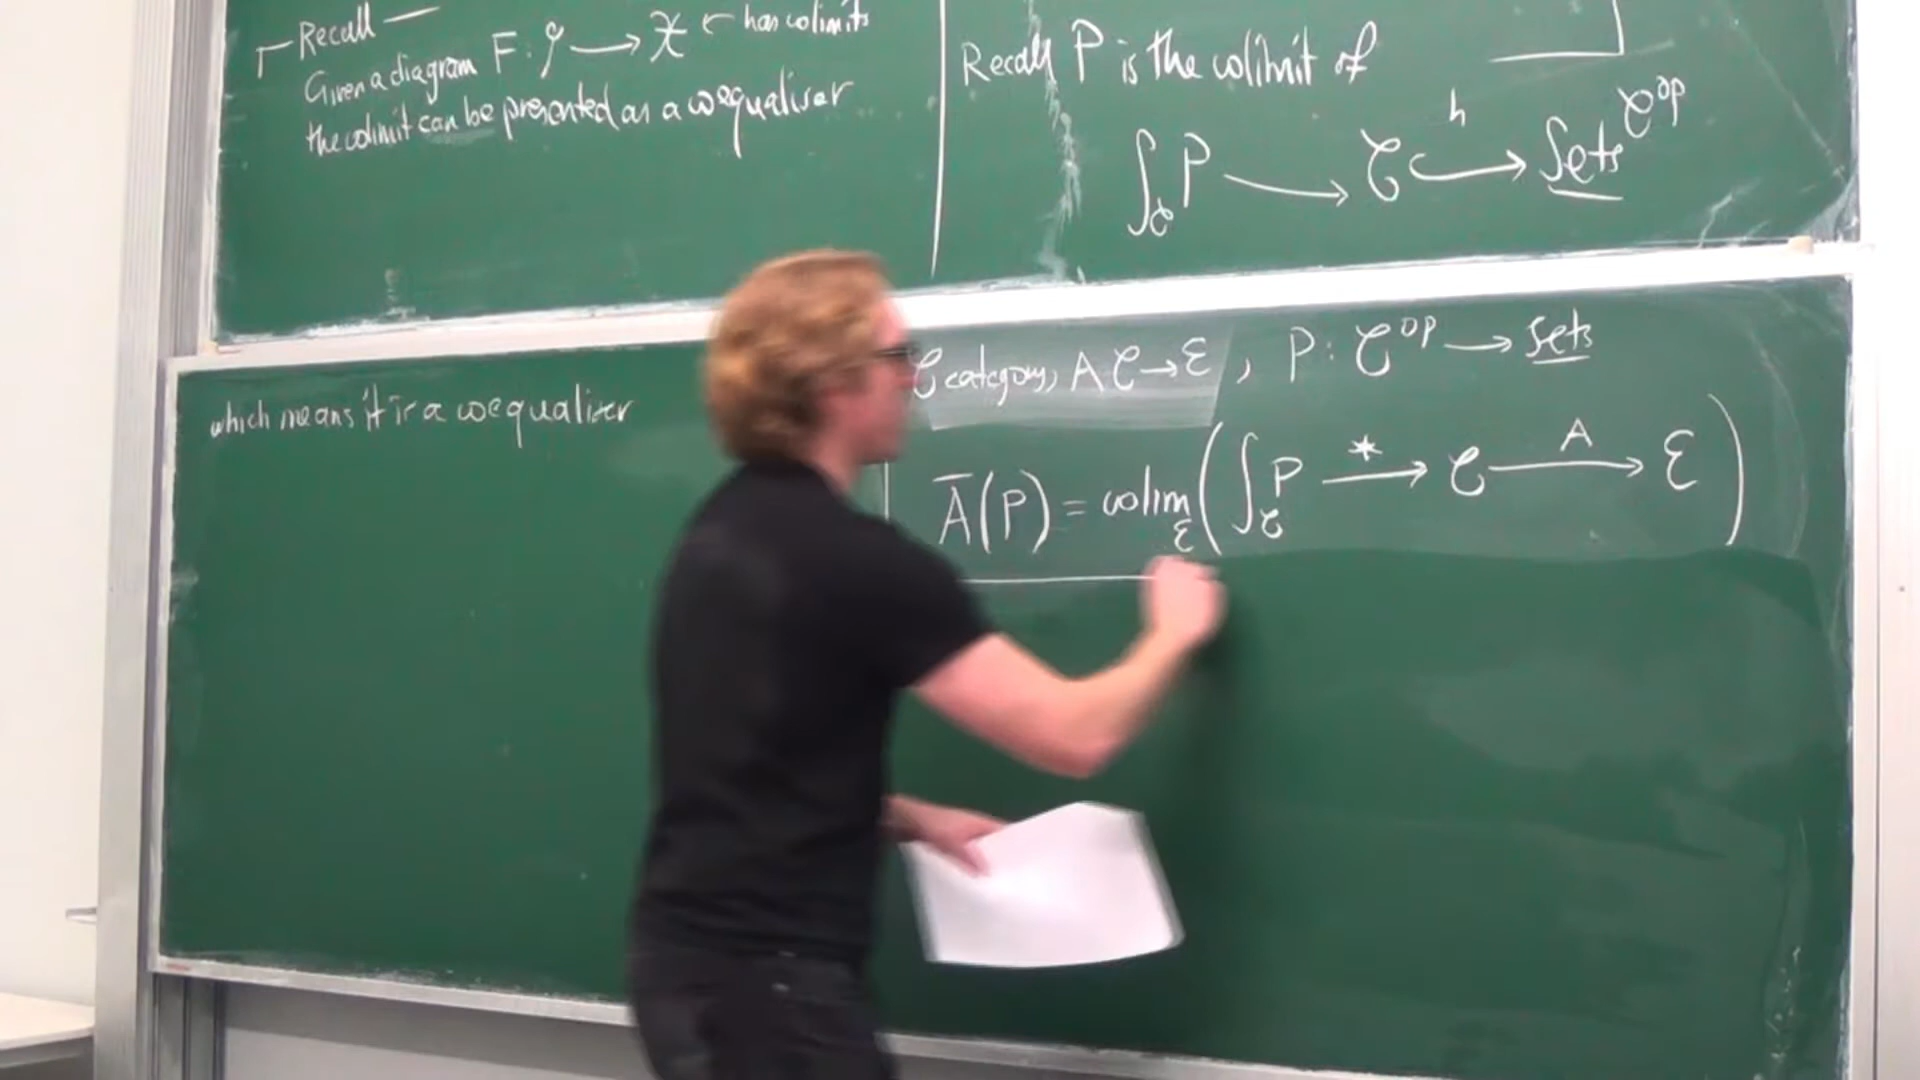 Recall —
Given a diagram F: 𝒥 ⟶ 𝒳 ← has colimits
the colimit can be presented as a coequaliser
Recall P is the colimit of
∫_𝒞 P ⟶ 𝒞 ↪ʰ Sets^{𝒞^op}
which means it is a coequaliser
𝒞 category, A 𝒞→ℰ, P: 𝒞^op ⟶ Sets
A̅(P) = colim_ℰ (∫_𝒞 P —*→ 𝒞 —A→ ℰ)